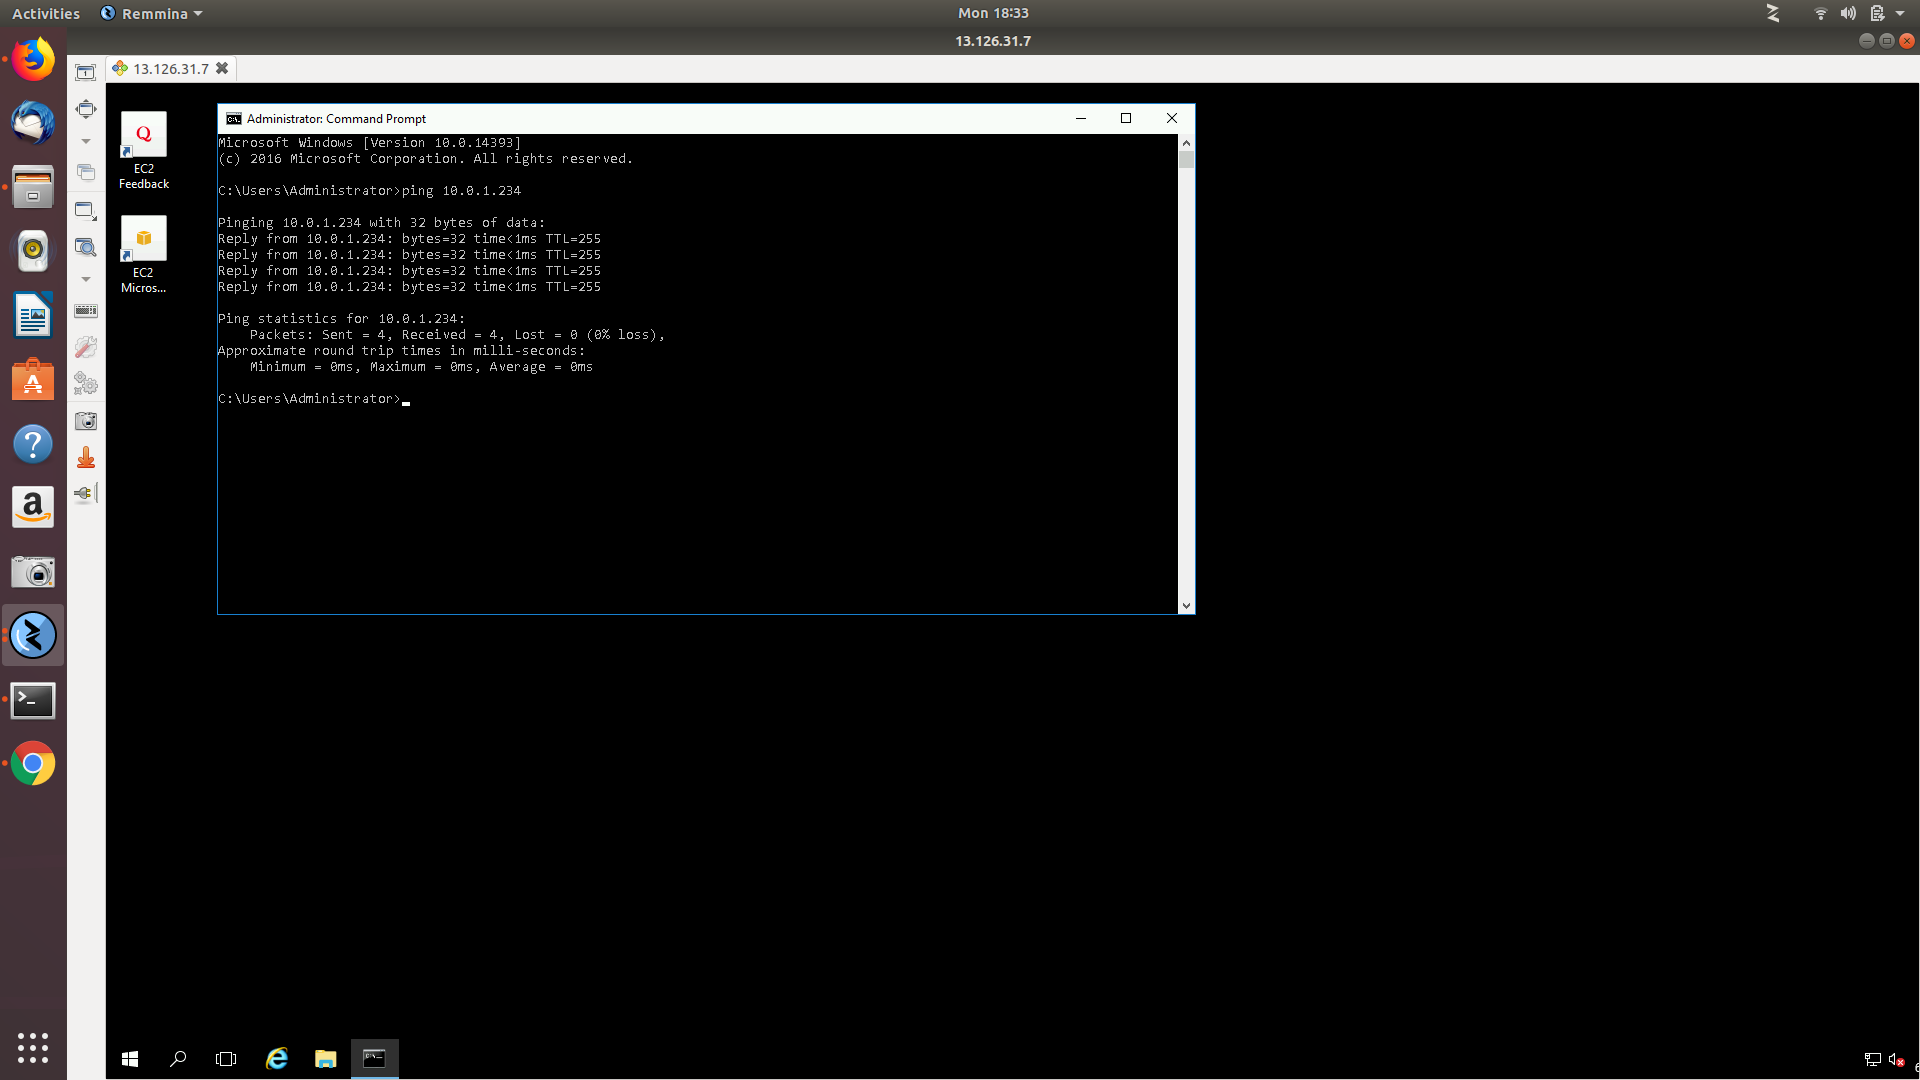 Activities
Remmina
Mon 18:33
13.126.31.7
13.126.31.7
EC2
Feedback
EC2
Micros...
Administrator: Command Prompt
Microsoft Windows [Version 10.0.14393]
(c) 2016 Microsoft Corporation. All rights reserved.
C:\Users\Administrator>ping 10.0.1.234
Pinging 10.0.1.234 with 32 bytes of data:
Reply from 10.0.1.234: bytes=32 time<1ms TTL=255
Reply from 10.0.1.234: bytes=32 time<1ms TTL=255
Reply from 10.0.1.234: bytes=32 time<1ms TTL=255
Reply from 10.0.1.234: bytes=32 time<1ms TTL=255
Ping statistics for 10.0.1.234:
Packets: Sent = 4, Received = 4, Lost = 0 (0% loss),
Approximate round trip times in milli-seconds:
Minimum = 0ms, Maximum = 0ms, Average = 0ms
C:\Users\Administrator>